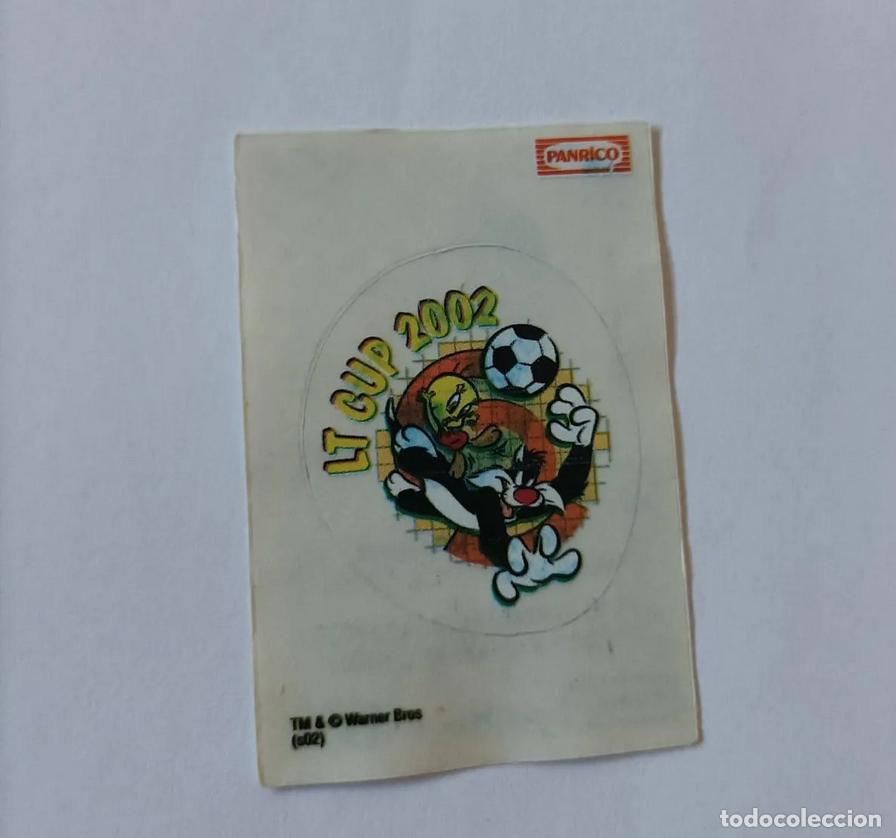 PANRICO
LT CUP 2002
TM & © Warner Bros
(s02)
todocoleccion